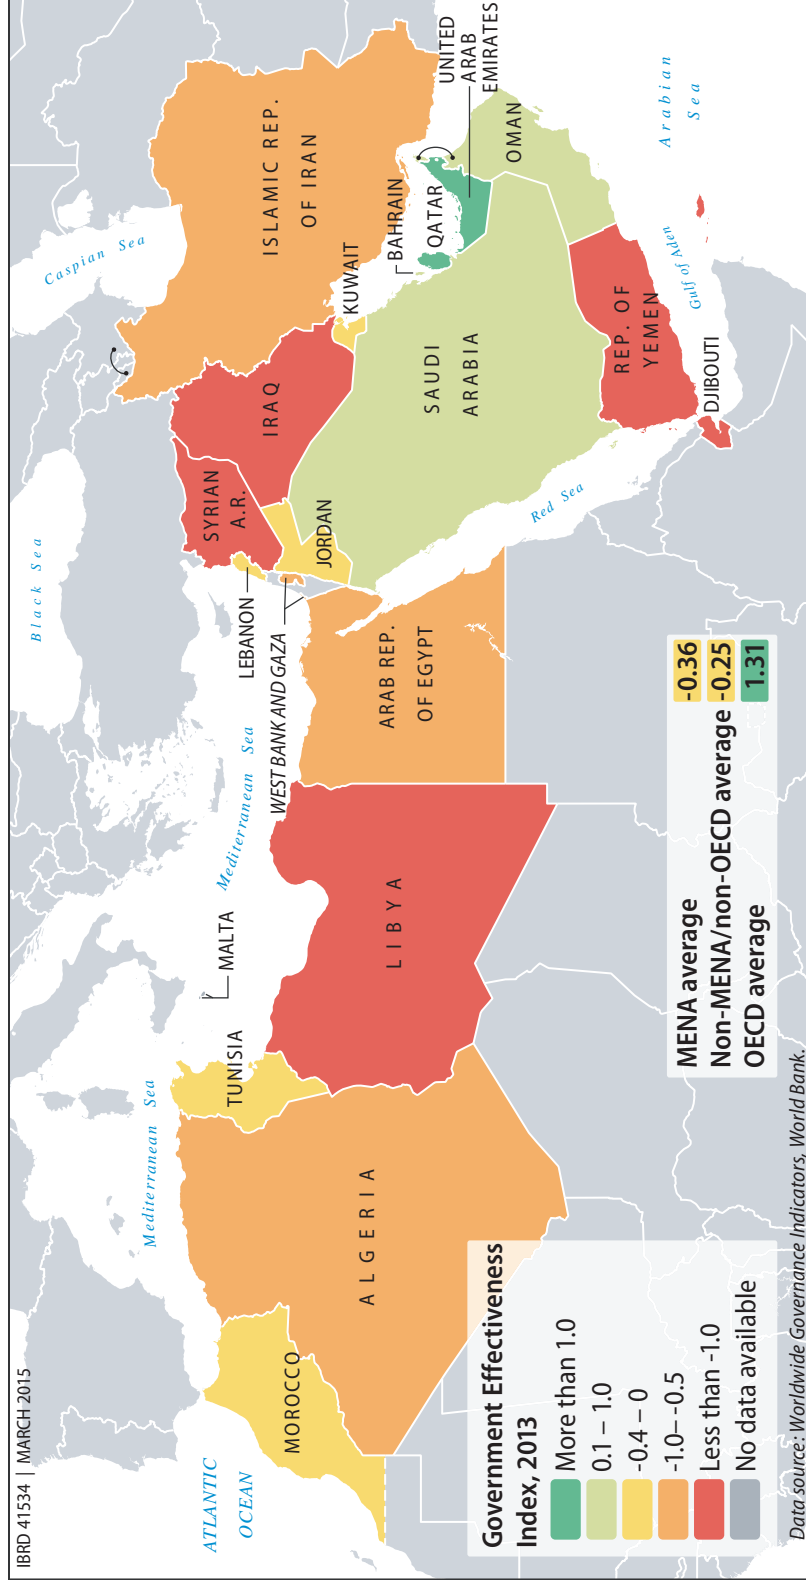 IBRD 41534 | MARCH 2015
Black Sea
Caspian Sea
ATLANTIC
OCEAN
Mediterranean Sea
Mediterranean Sea
MOROCCO
ALGERIA
TUNISIA
MALTA
LIBYA
WEST BANK AND GAZA
LEBANON
ARAB REP.
OF EGYPT
SYRIAN
A.R.
JORDAN
IRAQ
KUWAIT
ISLAMIC REP.
OF IRAN
BAHRAIN
QATAR
UNITED
ARAB
EMIRATES
SAUDI
ARABIA
OMAN
REP. OF
YEMEN
DJIBOUTI
Red Sea
Gulf of Aden
Arabian
Sea
Government Effectiveness
Index, 2013
More than 1.0
0.1 – 1.0
-0.4 – 0
-1.0– -0.5
Less than -1.0
No data available
MENA average -0.36
Non-MENA/non-OECD average -0.25
OECD average 1.31
Data source: Worldwide Governance Indicators, World Bank.